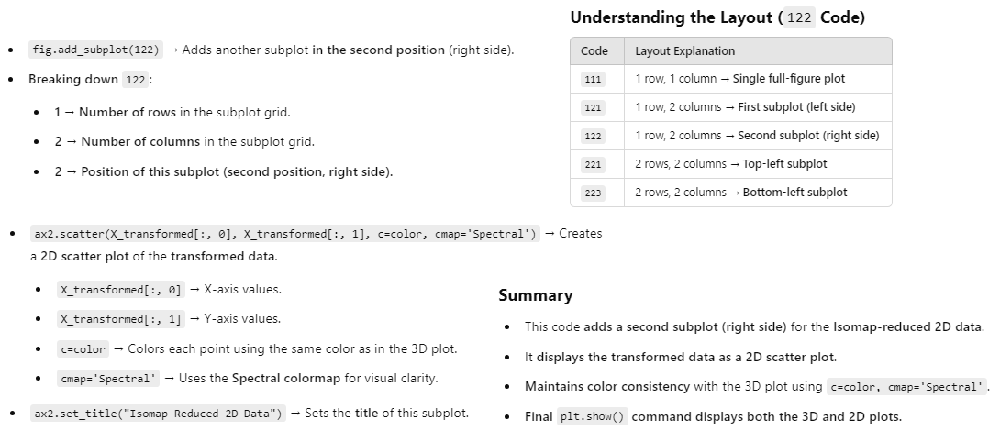 fig.add_subplot(122) → Adds another subplot in the second position (right side).
Breaking down 122:
1 → Number of rows in the subplot grid.
2 → Number of columns in the subplot grid.
2 → Position of this subplot (second position, right side).
Understanding the Layout (122 Code)
Code Layout Explanation
111 1 row, 1 column → Single full-figure plot
121 1 row, 2 columns → First subplot (left side)
122 1 row, 2 columns → Second subplot (right side)
221 2 rows, 2 columns → Top-left subplot
223 2 rows, 2 columns → Bottom-left subplot
ax2.scatter(X_transformed[:, 0], X_transformed[:, 1], c=color, cmap='Spectral') → Creates
a 2D scatter plot of the transformed data.
X_transformed[:, 0] → X-axis values.
X_transformed[:, 1] → Y-axis values.
c=color → Colors each point using the same color as in the 3D plot.
cmap='Spectral' → Uses the Spectral colormap for visual clarity.
ax2.set_title("Isomap Reduced 2D Data") → Sets the title of this subplot.
Summary
This code adds a second subplot (right side) for the Isomap-reduced 2D data.
It displays the transformed data as a 2D scatter plot.
Maintains color consistency with the 3D plot using c=color, cmap='Spectral'.
Final plt.show() command displays both the 3D and 2D plots.